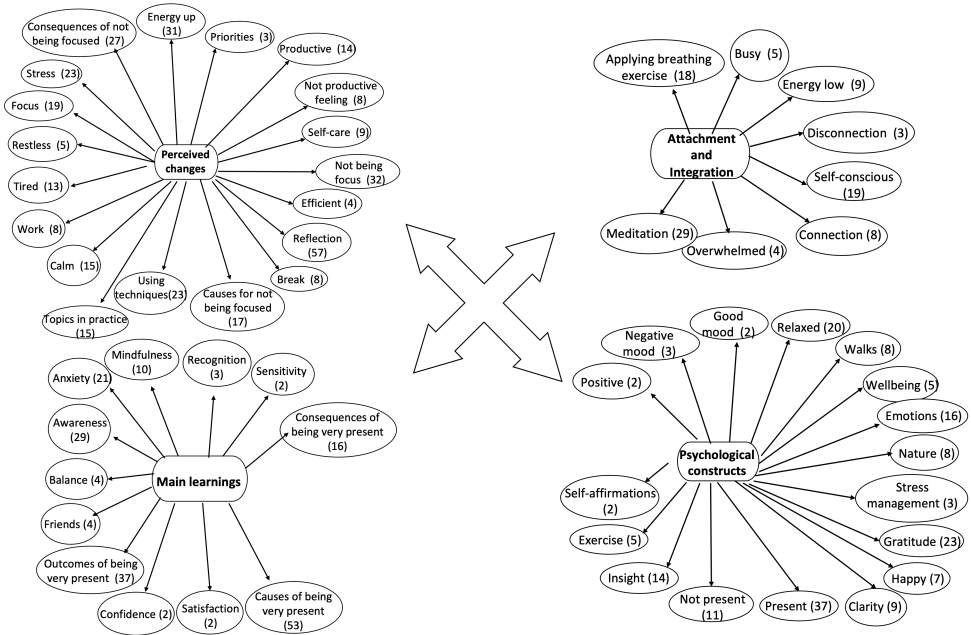 Consequences of not
being focused (27)
Energy up
(31)
Priorities (3)
Productive (14)
Not productive
feeling (8)
Self-care (9)
Not being
focus (32)
Efficient (4)
Reflection
(57)
Break (8)
Causes for not
being focused
(17)
Using
techniques(23)
Topics in practice
(15)
Calm (15)
Work (8)
Tired (13)
Restless (5)
Focus (19)
Stress (23)
Perceived
changes
Applying breathing
exercise (18)
Busy (5)
Energy low (9)
Disconnection (3)
Self-conscious
(19)
Connection (8)
Overwhelmed (4)
Meditation (29)
Attachment
and
Integration
Anxiety (21)
Mindfulness
(10)
Recognition
(3)
Sensitivity
(2)
Consequences of
being very present
(16)
Causes of being
very present
(53)
Satisfaction
(2)
Confidence (2)
Outcomes of being
very present (37)
Friends (4)
Balance (4)
Awareness
(29)
Main learnings
Positive (2)
Negative
mood (3)
Good
mood (2)
Relaxed (20)
Walks (8)
Wellbeing (5)
Emotions (16)
Nature (8)
Stress
management (3)
Gratitude (23)
Happy (7)
Clarity (9)
Present (37)
Not present
(11)
Insight (14)
Exercise (5)
Self-affirmations
(2)
Psychological
constructs